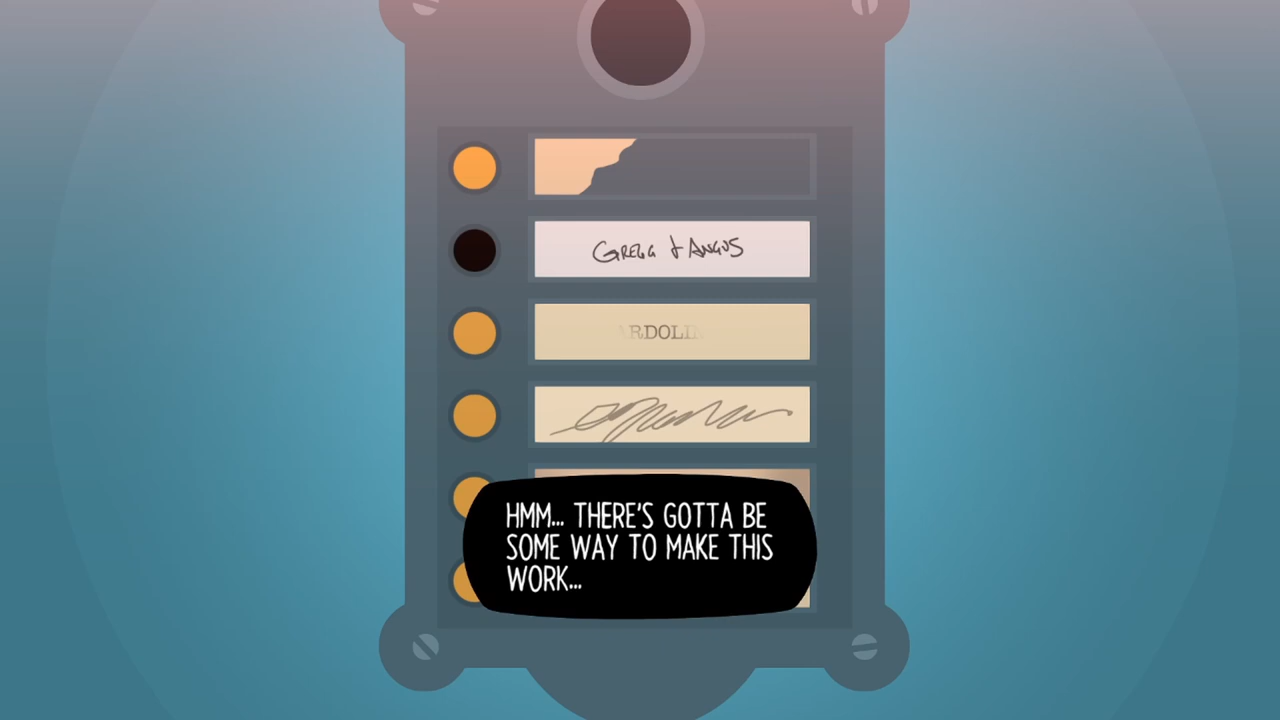 GREGG + ANGUS
ARDOLI
HMM... THERE'S GOTTA BE
SOME WAY TO MAKE THIS
WORK...